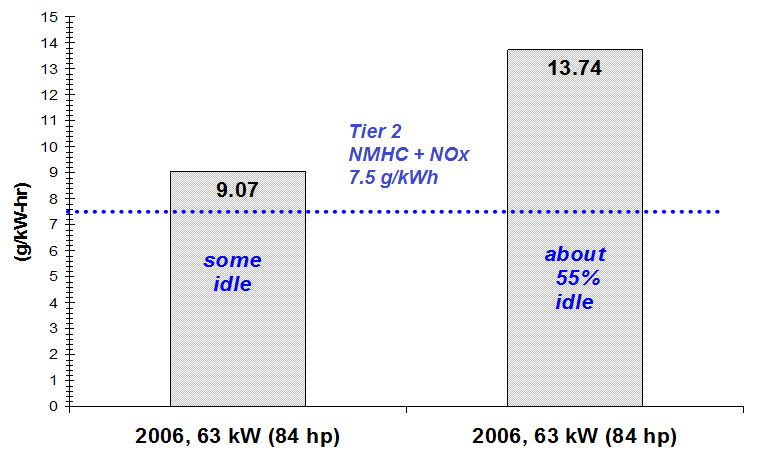 15
14
13
12
11
10
9
8
7
6
5
4
3
2
1
0
(g/kW-hr)
9.07
some
idle
Tier 2
NMHC + NOx
7.5 g/kWh
13.74
about
55%
idle
2006, 63 kW (84 hp)
2006, 63 kW (84 hp)